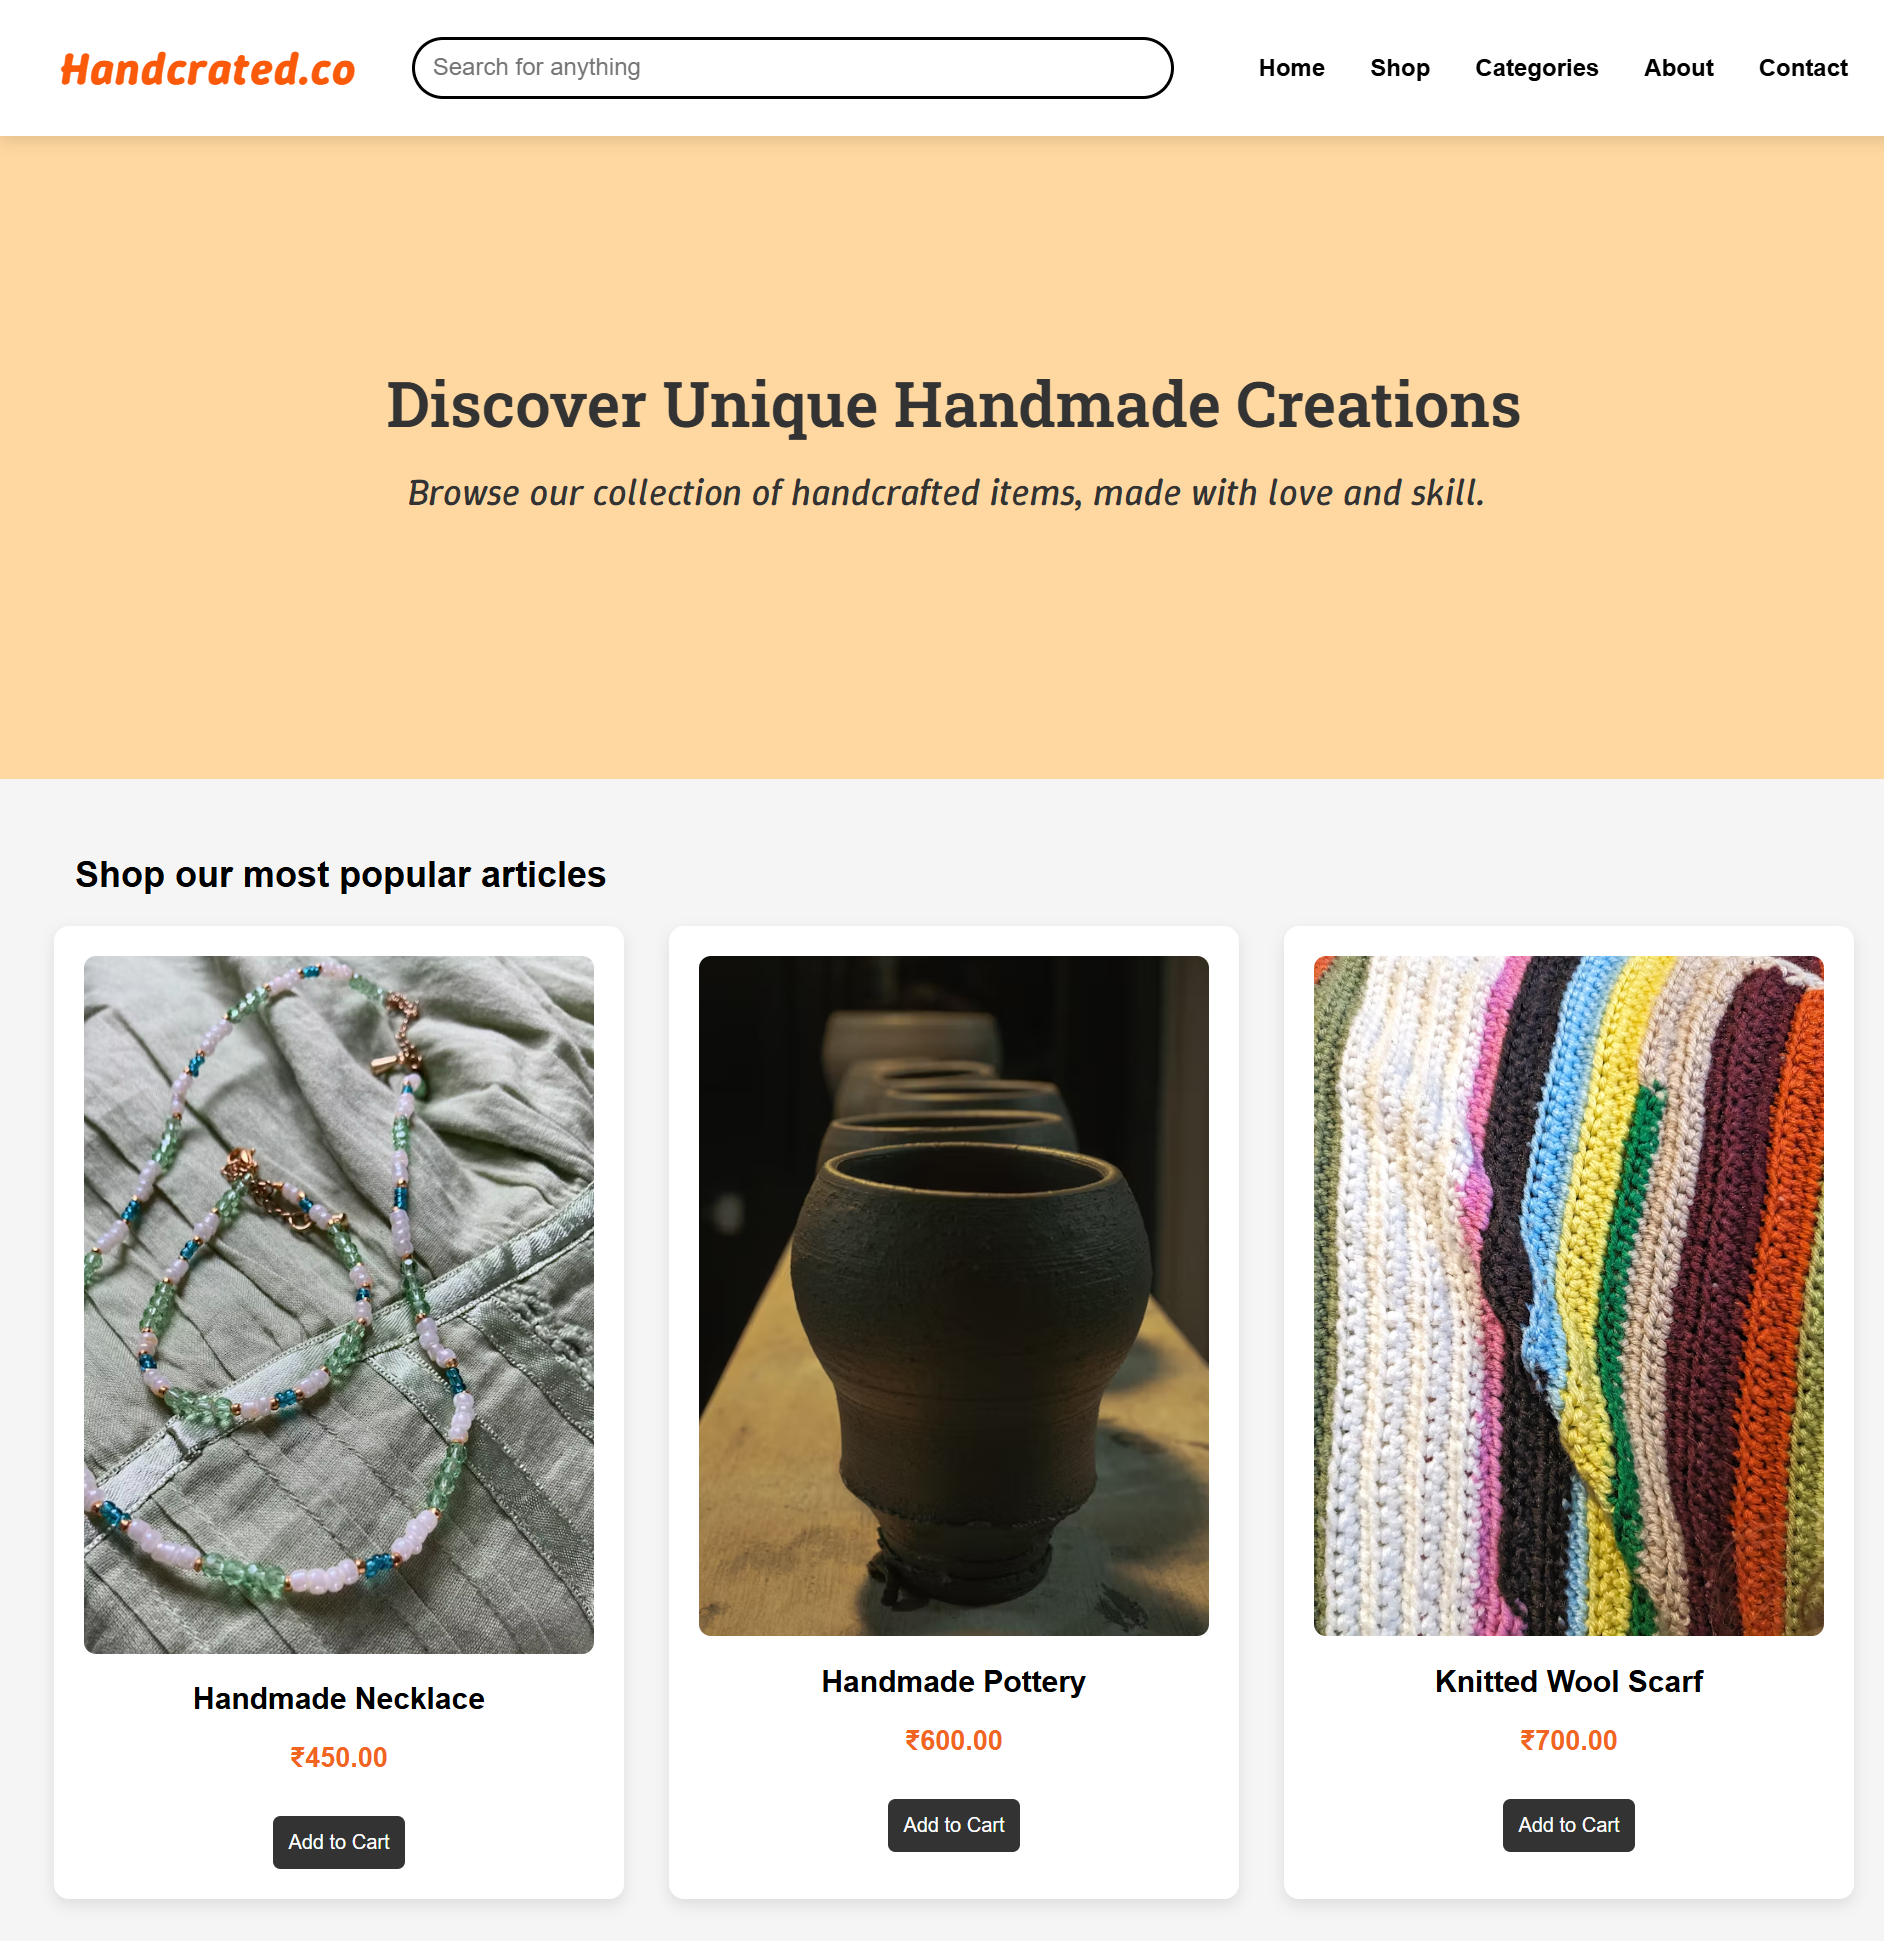 Handcrated.co
Search for anything
Home Shop Categories About Contact
Discover Unique Handmade Creations
Browse our collection of handcrafted items, made with love and skill.
Shop our most popular articles
Handmade Necklace
₹450.00
Add to Cart
Handmade Pottery
₹600.00
Add to Cart
Knitted Wool Scarf
₹700.00
Add to Cart